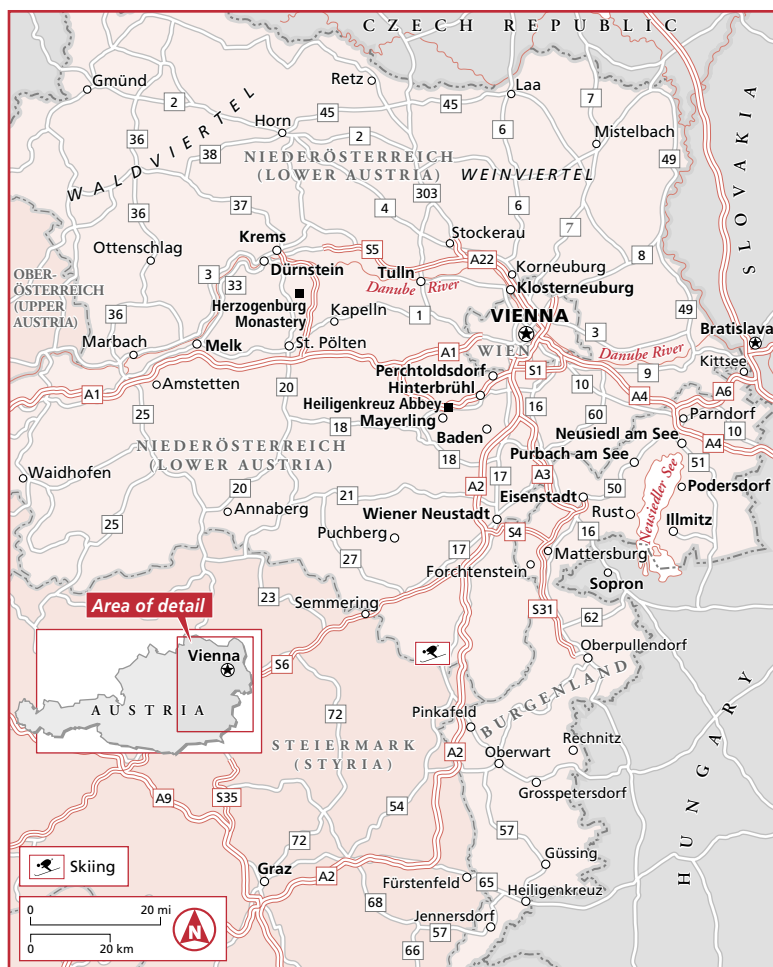 CZECH REPUBLIC
Gmünd
Retz
Laa
2
45
45
7
36
Horn
6
Mistelbach
SLOVAKIA
WALDVIERTEL
38
2
NIEDERÖSTERREICH
(LOWER AUSTRIA)
WEINVIERTEL
49
36
37
303
4
6
7
Krems
Stockerau
Ottenschlag
S5
A22
8
OBER-
ÖSTERREICH
(UPPER
AUSTRIA)
3
33
Dürnstein
Tulln
Korneuburg
Klosterneuburg
Danube River
Herzogenburg
Monastery
Kapelln
1
VIENNA
49
36
3
Bratislava
Marbach
Melk
St. Pölten
A1
WIEN
Danube River
Kittsee
Perchtoldsdorf
S1
9
A1
Amstetten
20
Hinterbrühl
10
A4
A6
25
Heiligenkreuz Abbey
16
60
Parndorf
18
Mayerling
Baden
Neusiedl am See
A4
10
NIEDERÖSTERREICH
(LOWER AUSTRIA)
18
Purbach am See
51
Waidhofen
17
A3
20
21
A2
Eisenstadt
50
Podersdorf
Annaberg
Wiener Neustadt
Rust
Neusiedler See
Illmitz
25
Puchberg
S4
16
27
17
Mattersburg
Forchtenstein
Sopron
23
Semmering
S31
62
Area of detail
Vienna
AUSTRIA
S6
Oberpullendorf
BURGENLAND
HUNGARY
72
Pinkafeld
STEIERMARK
(STYRIA)
A2
Oberwart
Rechnitz
Grosspetersdorf
A9
S35
54
57
72
Güssing
Skiing
Graz
A2
Fürstenfeld
65
Heiligenkreuz
68
Jennersdorf
57
66
0 20 mi
0 20 km
N